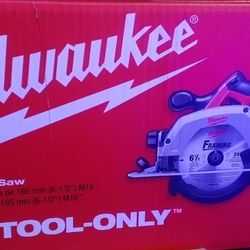 lwaukee®
Saw
a de 165 mm (6-1/2") M18™
165 mm (6-1/2") M18™
FRAMING
6½
24
TOOL-ONLY™